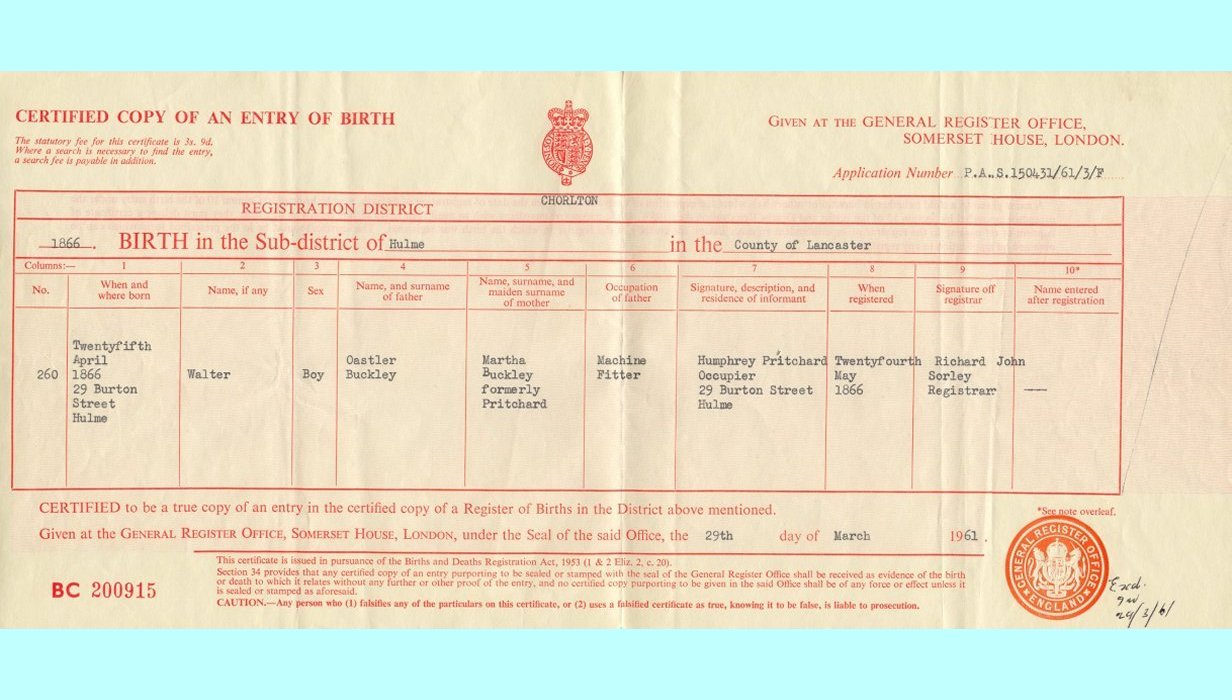 CERTIFIED COPY OF AN ENTRY OF BIRTH
The statutory fee for this certificate is 3s. 9d.
Where a search is necessary to find the entry,
a search fee is payable in addition.
GIVEN AT THE GENERAL REGISTER OFFICE,
SOMERSET HOUSE, LONDON.
Application Number P.A.S.150431/61/3/F
CHORLTON
REGISTRATION DISTRICT
1866. BIRTH in the Sub-district of Hulme in the County of Lancaster
Columns:— 1 2 3 4 5 6 7 8 9 10*
No.
When and
where born
Name, if any
Sex
Name, and surname
of father
Name, surname, and
maiden surname
of mother
Occupation
of father
Signature, description, and
residence of informant
When
registered
Signature off
registrar
Name entered
after registration
260
Twentyfifth
April
1866
29 Burton
Street
Hulme
Walter
Boy
Oastler
Buckley
Martha
Buckley
formerly
Pritchard
Machine
Fitter
Humphrey Pritchard
Occupier
29 Burton Street
Hulme
Twentyfourth
May
1866
Richard John
Sorley
Registrar
—
CERTIFIED to be a true copy of an entry in the certified copy of a Register of Births in the District above mentioned.
*See note overleaf.
Given at the GENERAL REGISTER OFFICE, SOMERSET HOUSE, LONDON, under the Seal of the said Office, the 29th day of March 1961.
This certificate is issued in pursuance of the Births and Deaths Registration Act, 1953 (1 & 2 Eliz. 2, c. 20).
Section 34 provides that any certified copy of an entry purporting to be sealed or stamped with the seal of the General Register Office shall be received as evidence of the birth
or death to which it relates without any further or other proof of the entry, and no certified copy purporting to be given in the said Office shall be of any force or effect unless it
is sealed or stamped as aforesaid.
CAUTION.—Any person who (1) falsifies any of the particulars on this certificate, or (2) uses a falsified certificate as true, knowing it to be false, is liable to prosecution.
BC 200915
GENERAL REGISTER OFFICE
ENGLAND
Exd.
29/3/61